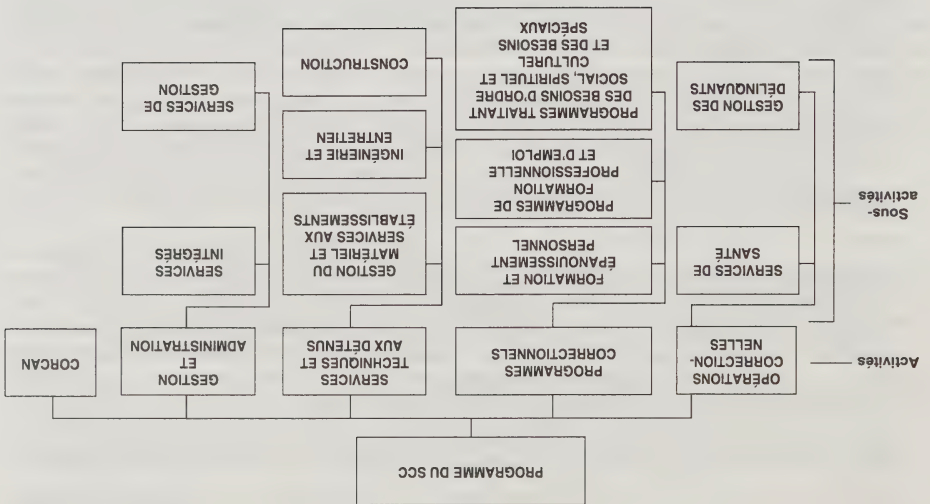 PROGRAMME DU SCC
Activités
OPÉRATIONS
CORRECTION-
NELLES
PROGRAMMES
CORRECTIONNELS
SERVICES
TECHNIQUES ET
AUX DÉTENUS
GESTION
ET
ADMINISTRATION
CORCAN
Sous-
activités
SERVICES DE
SANTÉ
GESTION DES
DÉLINQUANTS
FORMATION ET
ÉPANOUISSEMENT
PERSONNEL
PROGRAMMES DE
FORMATION
PROFESSIONNELLE
ET D'EMPLOI
PROGRAMMES TRAITANT
DES BESOINS D'ORDRE
SOCIAL, SPIRITUEL ET
CULTUREL
ET DES BESOINS
SPÉCIAUX
GESTION DU
MATÉRIEL ET
SERVICES AUX
ÉTABLISSEMENTS
INGÉNIERIE ET
ENTRETIEN
CONSTRUCTION
SERVICES
INTÉGRÉS
SERVICES DE
GESTION